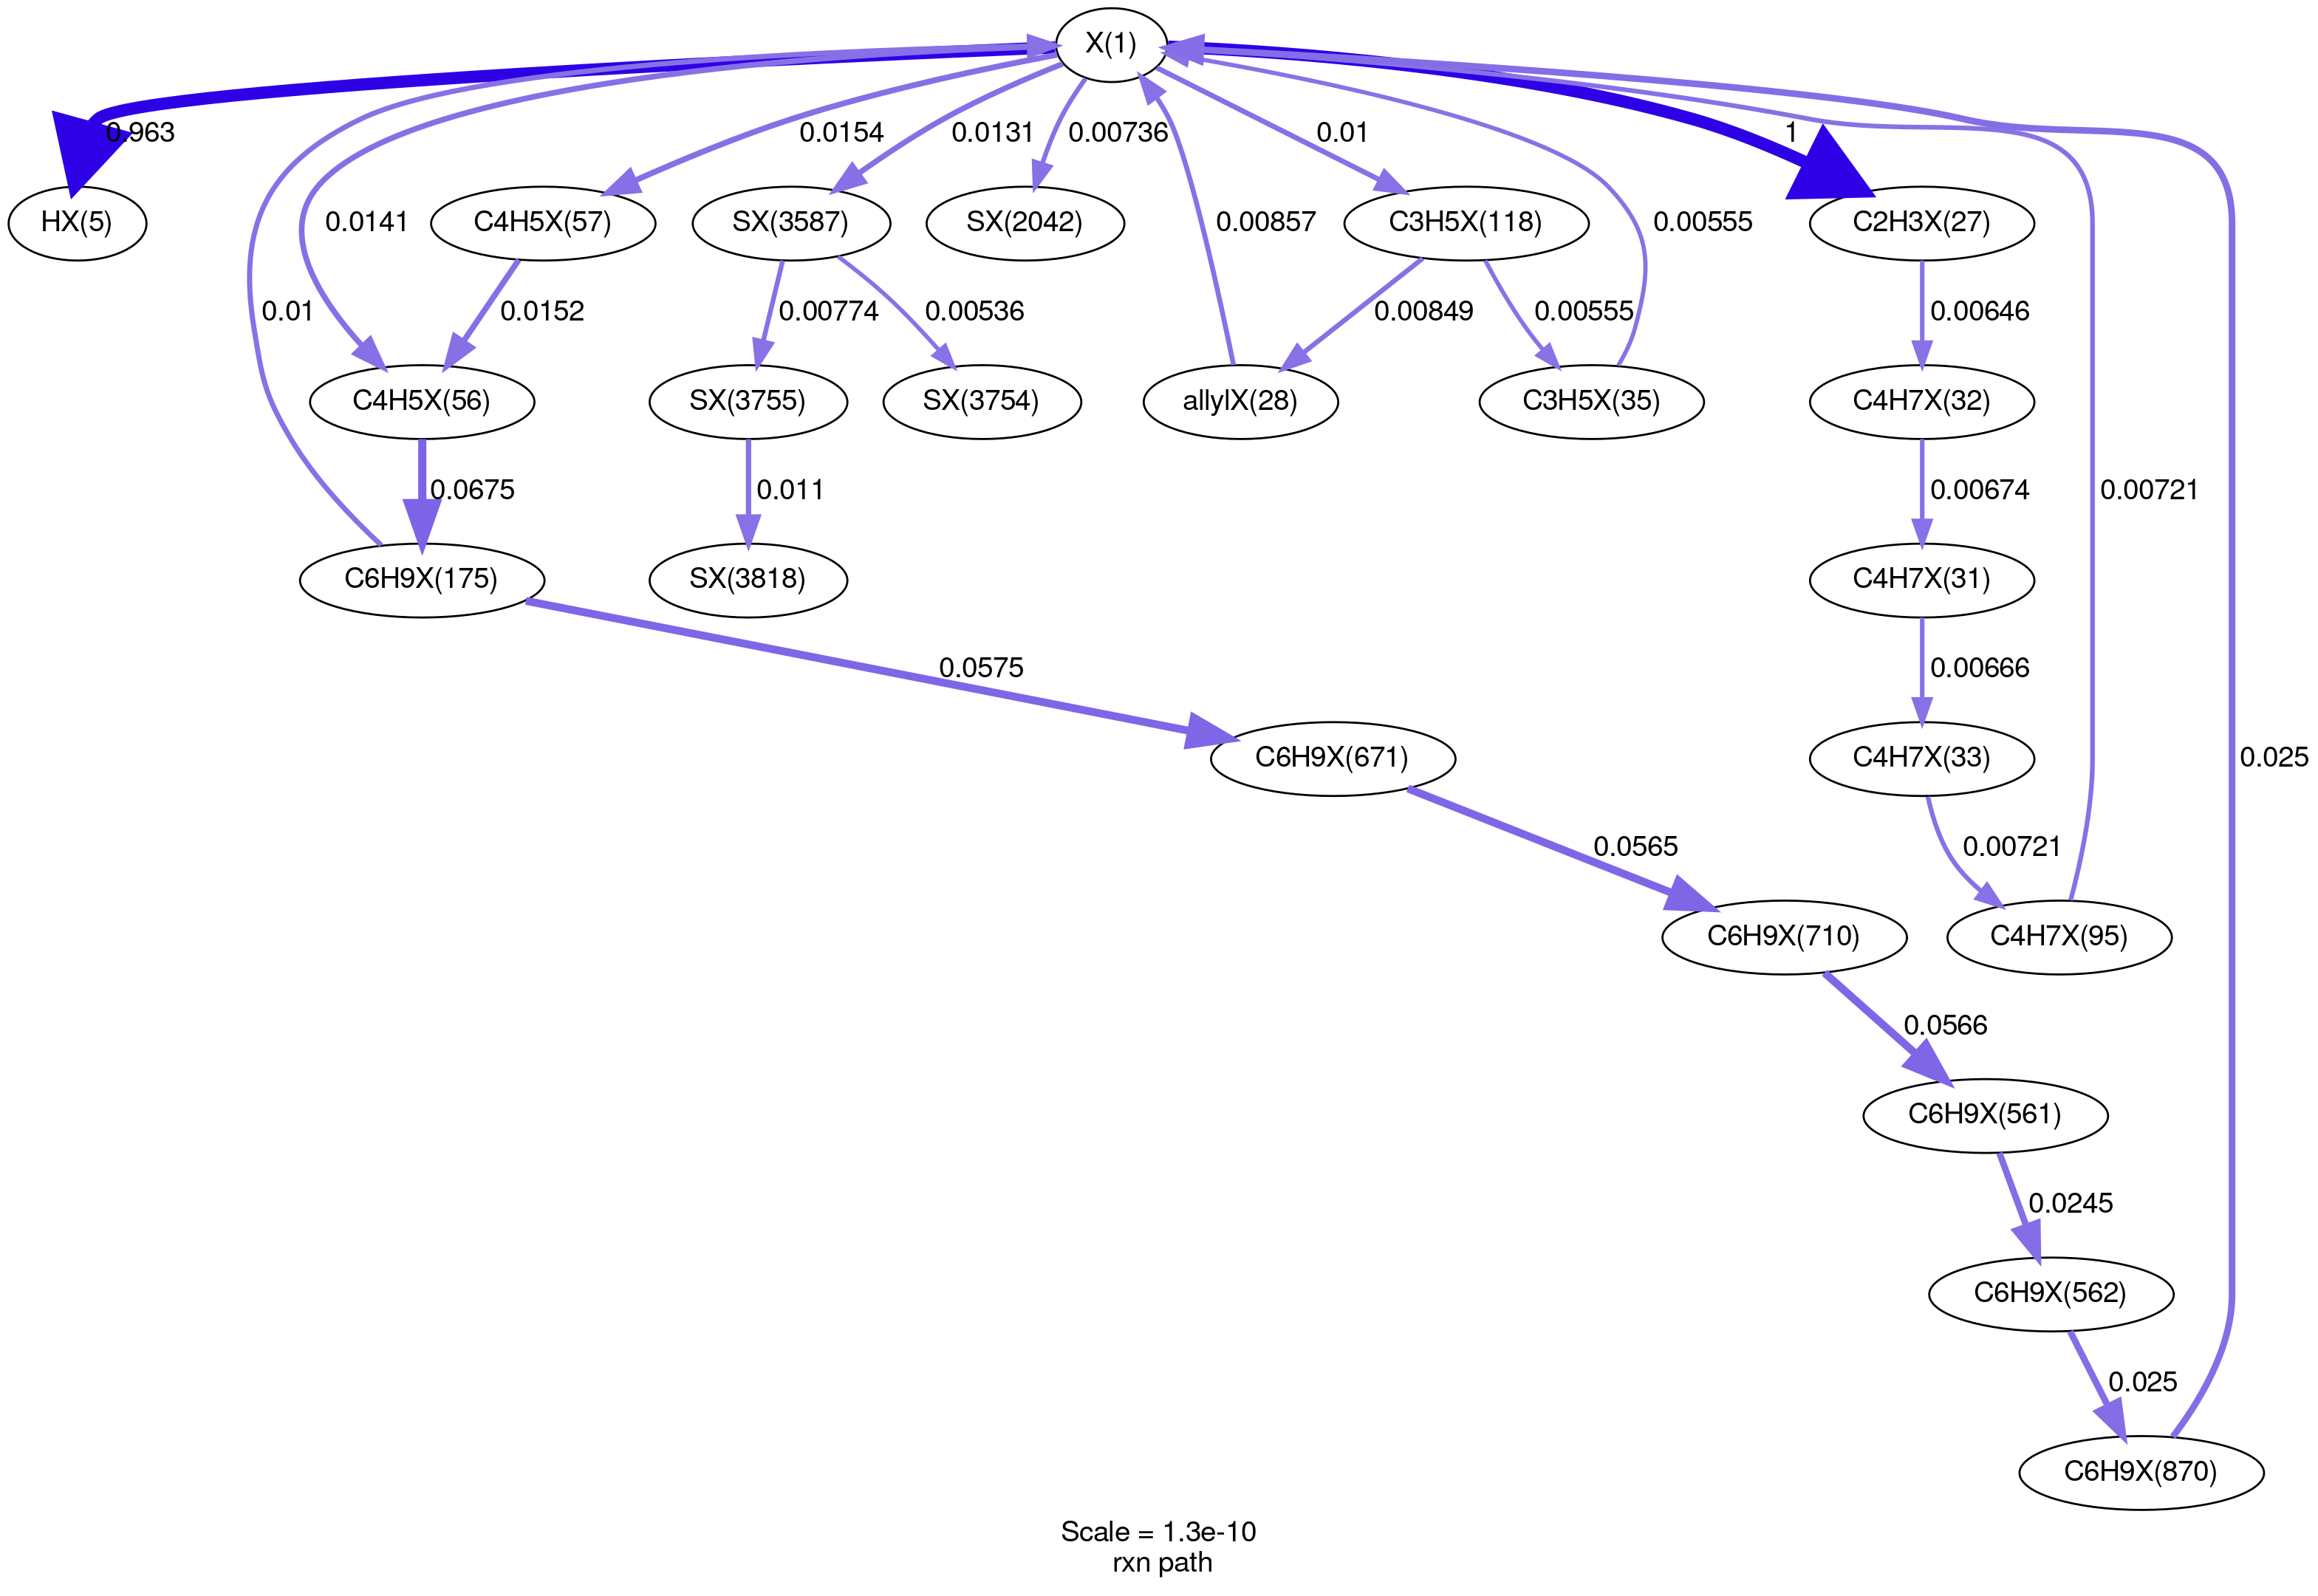 X(1)
0.963
0.0154
0.0131
0.00736
0.01
1
HX(5)
C4H5X(57)
SX(3587)
SX(2042)
C3H5X(118)
C2H3X(27)
0.0141
0.01
0.0152
0.00774
0.00536
0.00857
0.00849
0.00555
0.00555
0.00646
C4H5X(56)
SX(3755)
SX(3754)
allylX(28)
C3H5X(35)
C4H7X(32)
0.0675
0.011
0.00674
0.00721
C6H9X(175)
SX(3818)
C4H7X(31)
0.0575
0.00666
C6H9X(671)
C4H7X(33)
0.025
0.0565
0.00721
C6H9X(710)
C4H7X(95)
0.0566
C6H9X(561)
0.0245
C6H9X(562)
0.025
C6H9X(870)
Scale = 1.3e-10
rxn path